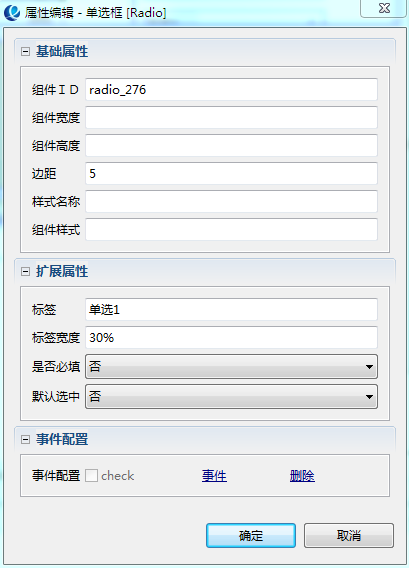 属性编辑 - 单选框 [Radio]
基础属性
组件ＩＤ radio_276
组件宽度
组件高度
边距 5
样式名称
组件样式
扩展属性
标签 单选1
标签宽度 30%
是否必填 否
默认选中 否
事件配置
事件配置 check 事件 删除
确定 取消